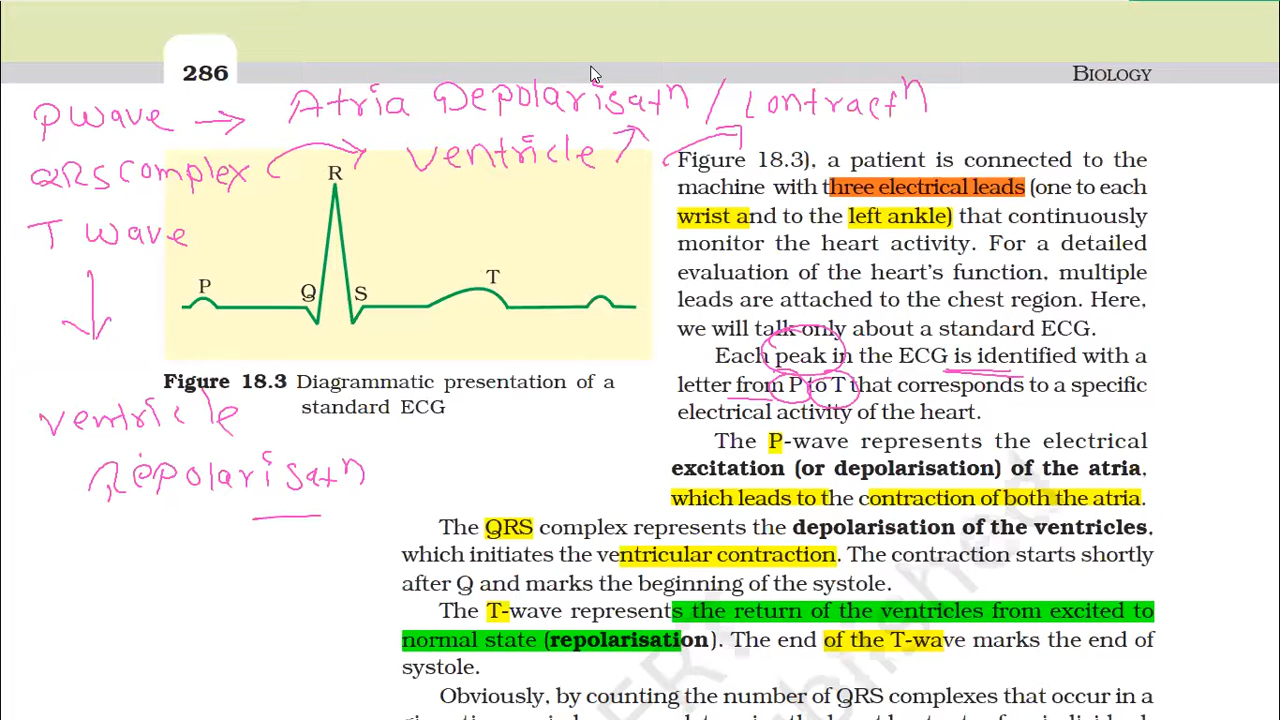 286
BIOLOGY
P wave → Atria Depolarisatn / Contractn
QRS complex → ventricle
T wave
ventricle
Repolarisatn
R
P
Q
S
T
Figure 18.3 Diagrammatic presentation of a
standard ECG
Figure 18.3), a patient is connected to the
machine with three electrical leads (one to each
wrist and to the left ankle) that continuously
monitor the heart activity. For a detailed
evaluation of the heart's function, multiple
leads are attached to the chest region. Here,
we will talk only about a standard ECG.
Each peak in the ECG is identified with a
letter from P to T that corresponds to a specific
electrical activity of the heart.
The P-wave represents the electrical
excitation (or depolarisation) of the atria,
which leads to the contraction of both the atria.
The QRS complex represents the depolarisation of the ventricles,
which initiates the ventricular contraction. The contraction starts shortly
after Q and marks the beginning of the systole.
The T-wave represents the return of the ventricles from excited to
normal state (repolarisation). The end of the T-wave marks the end of
systole.
Obviously, by counting the number of QRS complexes that occur in a